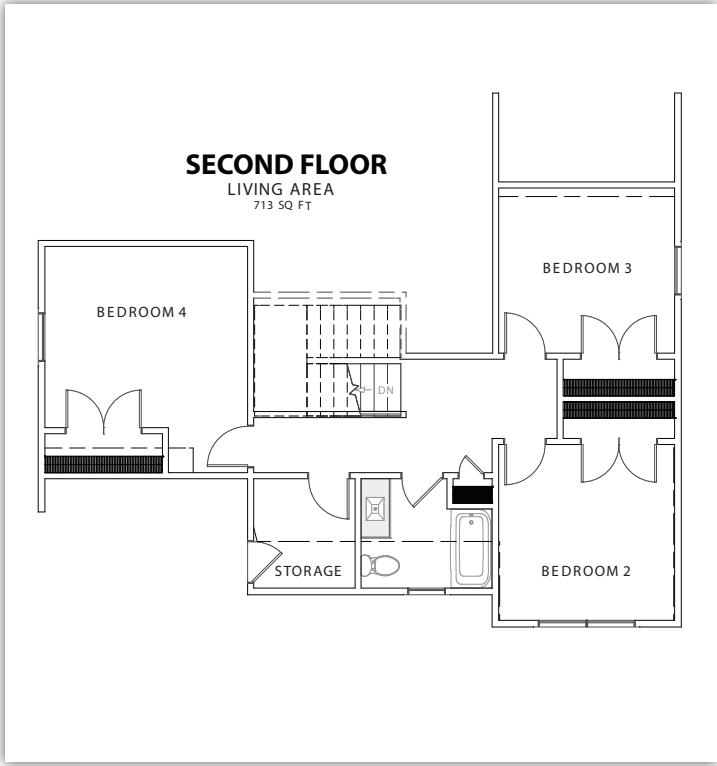 SECOND FLOOR
LIVING AREA
713 SQ FT
BEDROOM 3
BEDROOM 4
DN
STORAGE
BEDROOM 2